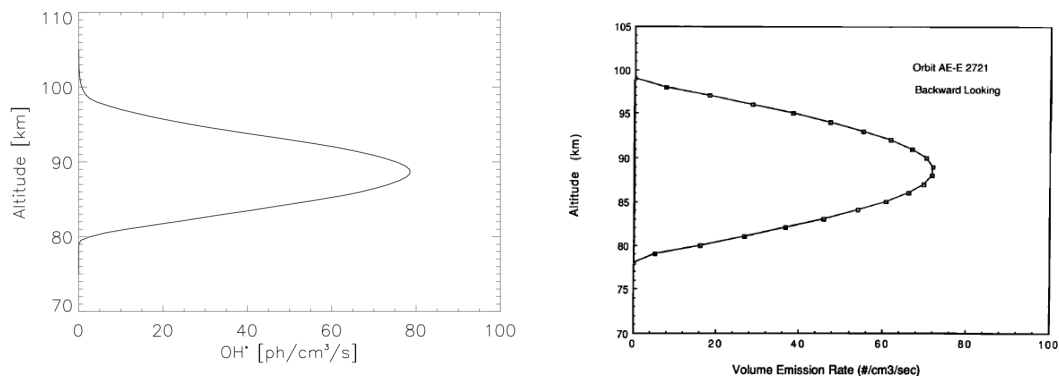 110
100
90
80
70
Altitude [km]
0 20 40 60 80 100
OH* [ph/cm³/s]
105
100
95
90
85
80
75
70
Altitude (km)
Orbit AE-E 2721
Backward Looking
0 20 40 60 80 100
Volume Emission Rate (#/cm3/sec)